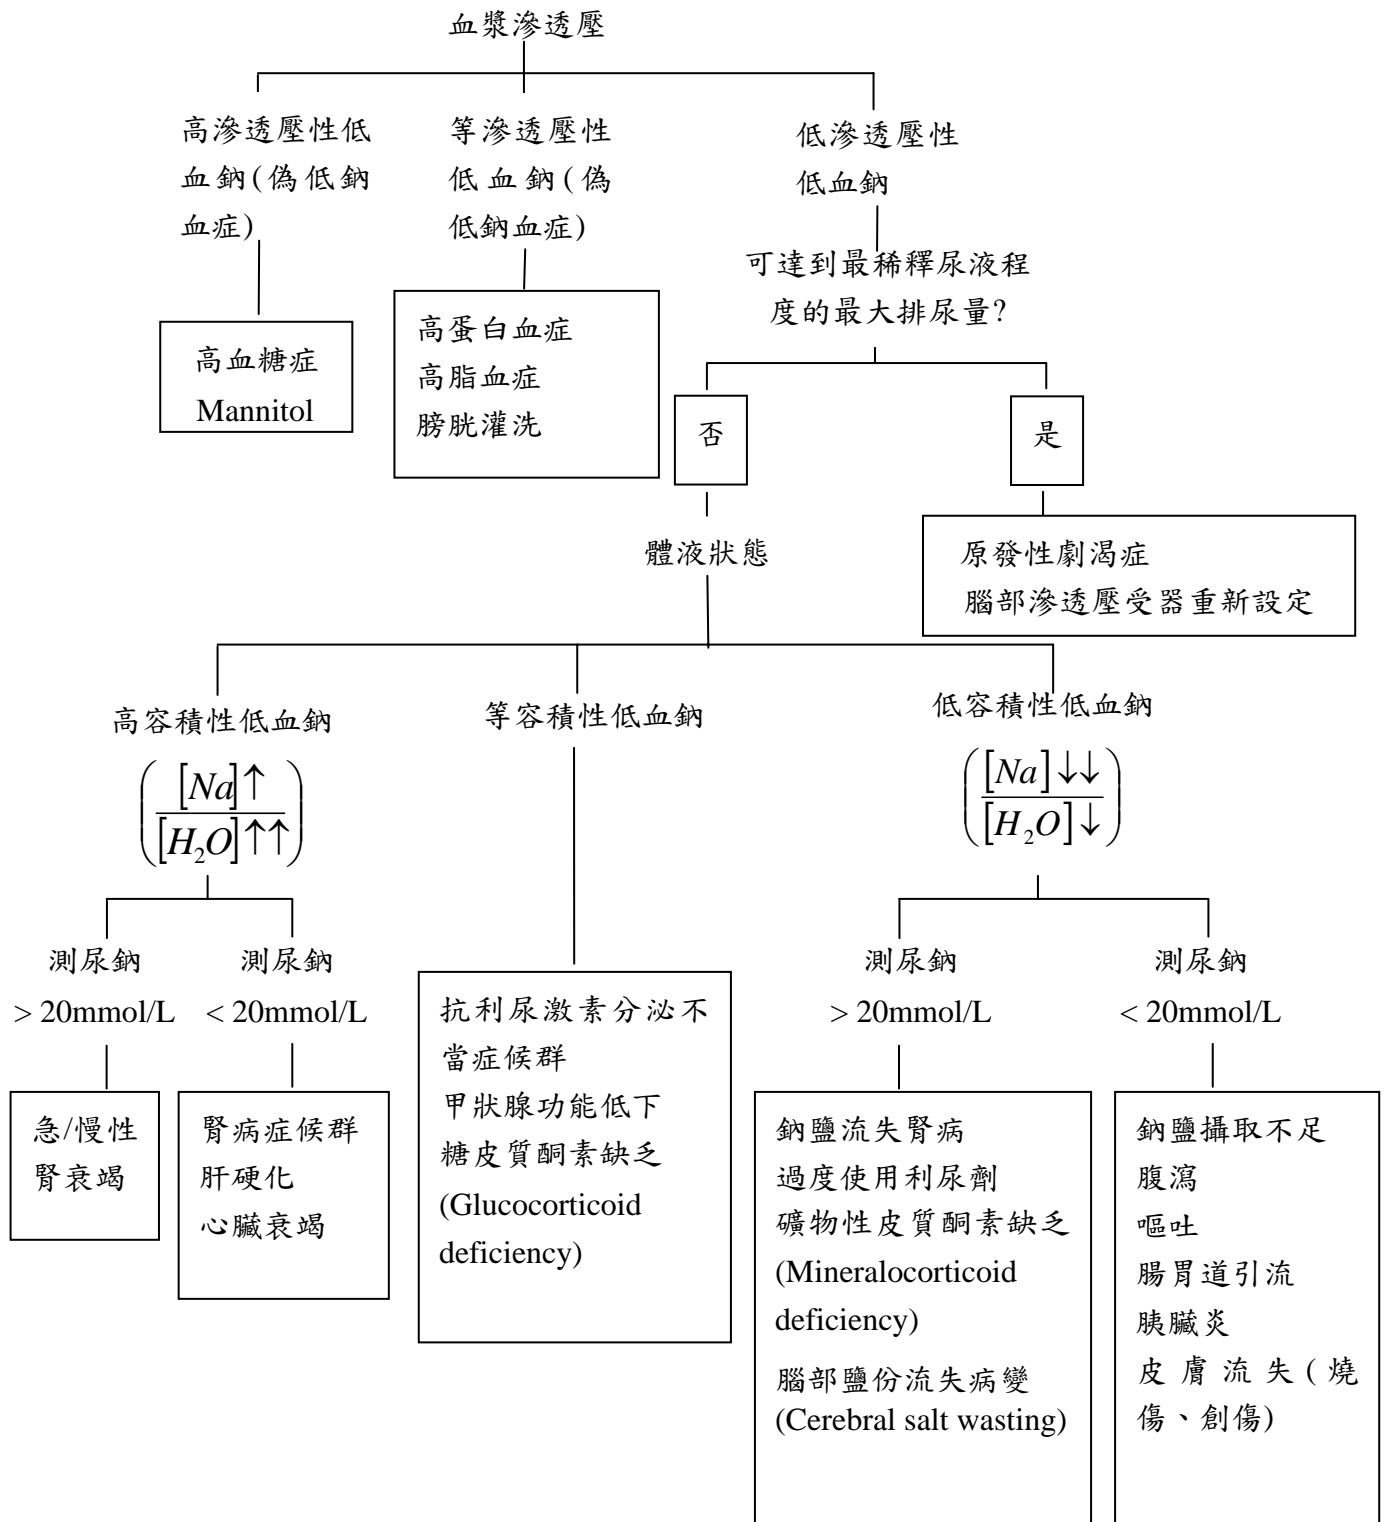 血漿滲透壓
高滲透壓性低
血鈉(偽低鈉
血症)
等滲透壓性
低血鈉(偽
低鈉血症)
低滲透壓性
低血鈉
可達到最稀釋尿液程
度的最大排尿量?
高血糖症
Mannitol
高蛋白血症
高脂血症
膀胱灌洗
否
是
體液狀態
原發性劇渴症
腦部滲透壓受器重新設定
高容積性低血鈉
([Na]↑
[H₂O]↑↑)
等容積性低血鈉
低容積性低血鈉
([Na]↓↓
[H₂O]↓)
測尿鈉
> 20mmol/L
測尿鈉
< 20mmol/L
測尿鈉
> 20mmol/L
測尿鈉
< 20mmol/L
急/慢性
腎衰竭
腎病症候群
肝硬化
心臟衰竭
抗利尿激素分泌不
當症候群
甲狀腺功能低下
糖皮質酮素缺乏
(Glucocorticoid
deficiency)
鈉鹽流失腎病
過度使用利尿劑
礦物性皮質酮素缺乏
(Mineralocorticoid
deficiency)
腦部鹽份流失病變
(Cerebral salt wasting)
鈉鹽攝取不足
腹瀉
嘔吐
腸胃道引流
胰臟炎
皮膚流失(燒
傷、創傷)